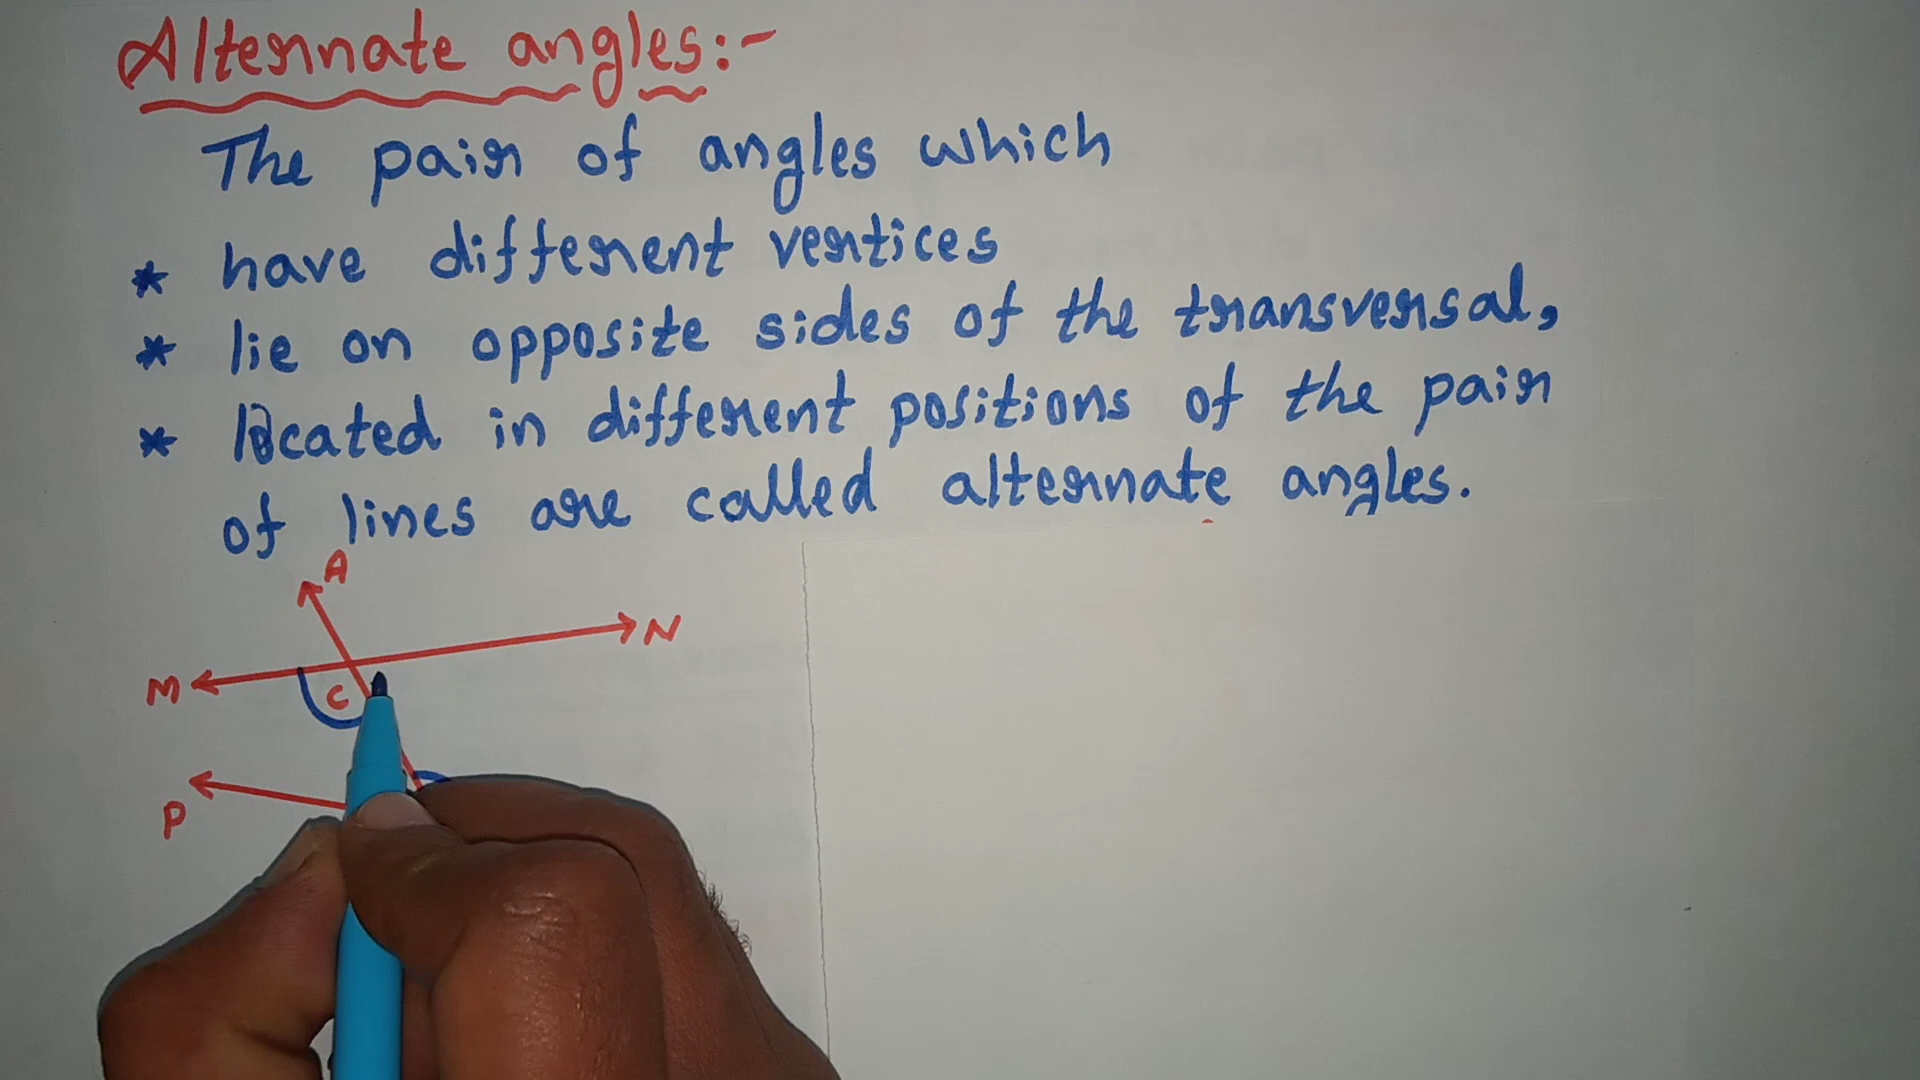 Alternate angles:-
The pair of angles which
* have different vertices
* lie on opposite sides of the transversal,
* located in different positions of the pair
of lines are called alternate angles.
A
N
M
C
P